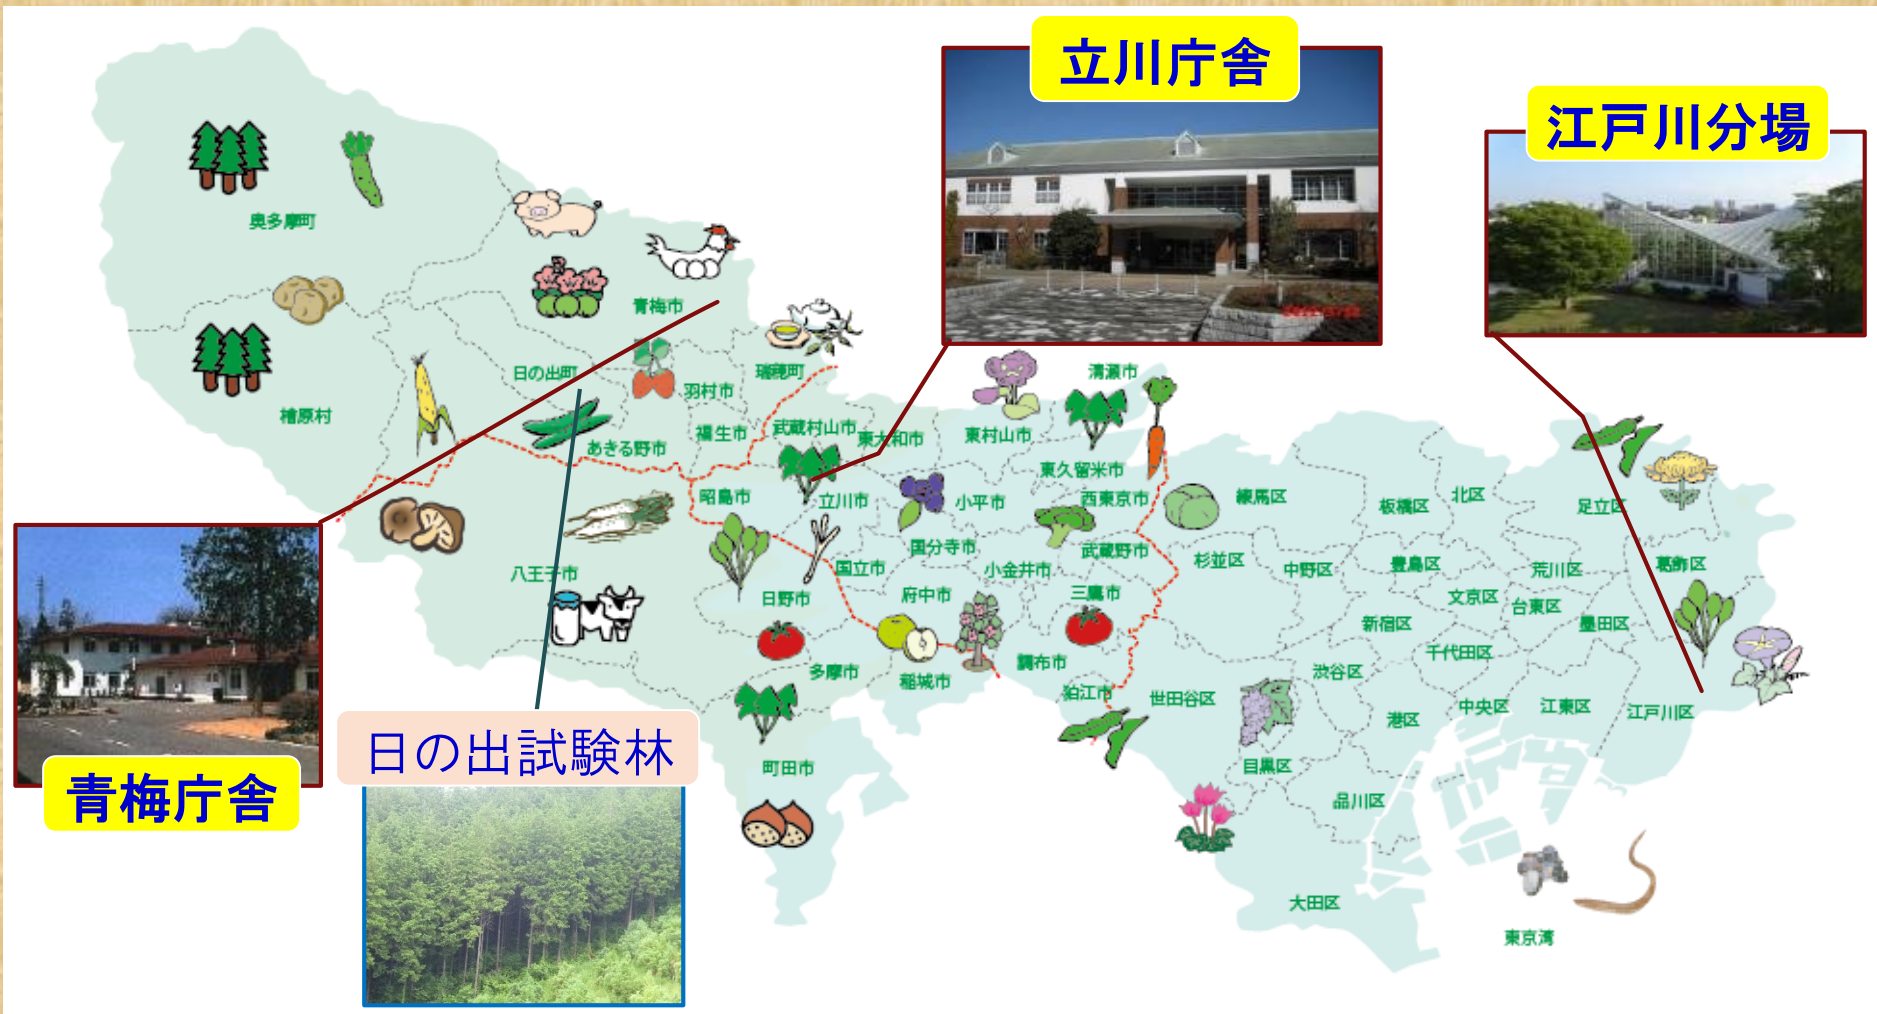 立川庁舎
江戸川分場
奥多摩町
青梅市
日の出町
瑞穂町
清瀬市
羽村市
檜原村
福生市
武蔵村山市
東大和市
東村山市
あきる野市
東久留米市
昭島市
立川市
小平市
西東京市
練馬区
板橋区
北区
足立区
国分寺市
武蔵野市
杉並区
中野区
豊島区
荒川区
葛飾区
八王子市
国立市
小金井市
日野市
府中市
三鷹市
文京区
台東区
新宿区
墨田区
千代田区
多摩市
稲城市
調布市
狛江市
世田谷区
渋谷区
港区
中央区
江東区
江戸川区
日の出試験林
町田市
目黒区
青梅庁舎
品川区
大田区
東京湾